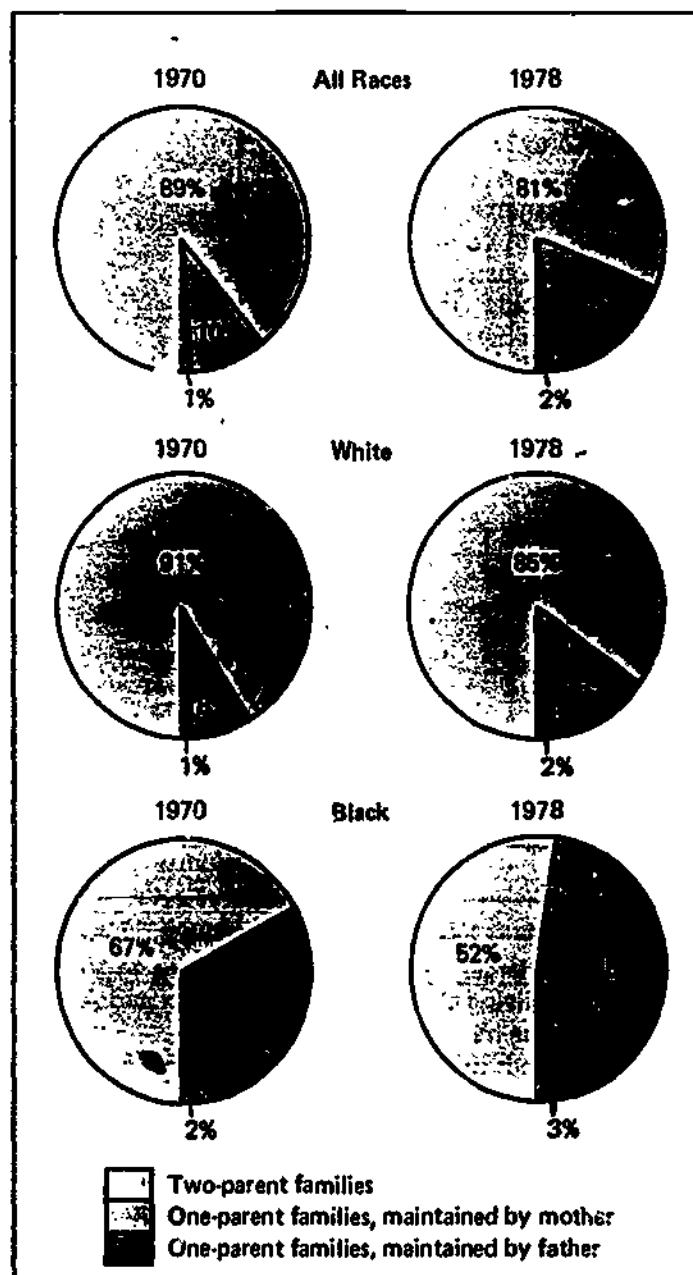 1970 All Races 1978
89% 81%
10%
1% 2%
1970 White 1978
91% 85%
1% 2%
1970 Black 1978
67% 52%
2% 3%
Two-parent families
One-parent families, maintained by mother
One-parent families, maintained by father